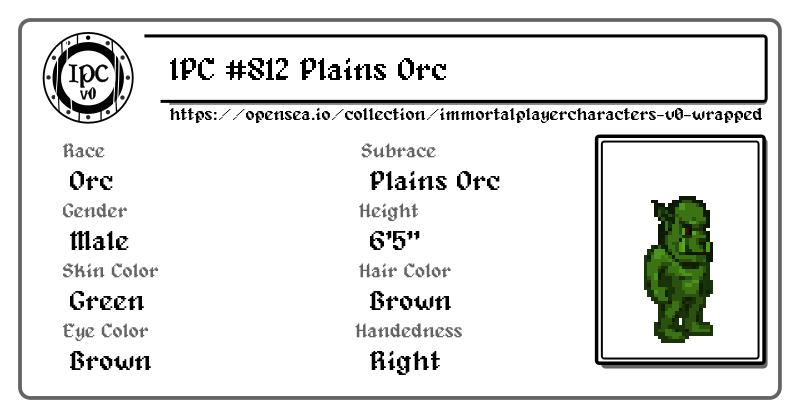 IPC
v0
IPC #812 Plains Orc
https://opensea.io/collection/immortalplayercharacters-v0-wrapped
Race
Subrace
Orc
Plains Orc
Gender
Height
Male
6'5"
Skin Color
Hair Color
Green
Brown
Eye Color
Handedness
Brown
Right